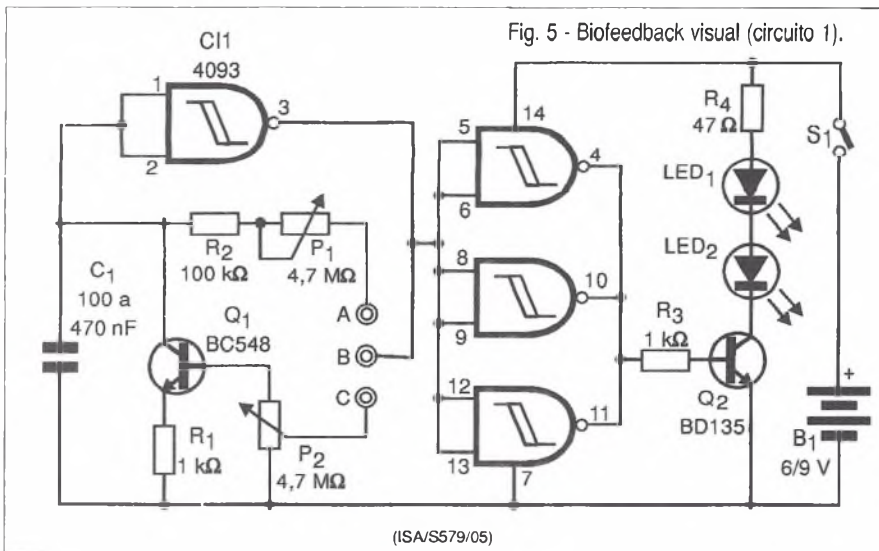 Fig. 5 - Biofeedback visual (circuito 1).
CI1
4093
1
2
3
R2
100 kΩ
P1
4,7 MΩ
C1
100 a
470 nF
Q1
BC548
A
B
C
R1
1 kΩ
P2
4,7 MΩ
14
5
6
4
8
9
10
12
13
11
7
R3
1 kΩ
R4
47 Ω
LED1
LED2
Q2
BD135
S1
+
B1
6/9 V
(ISA/S579/05)